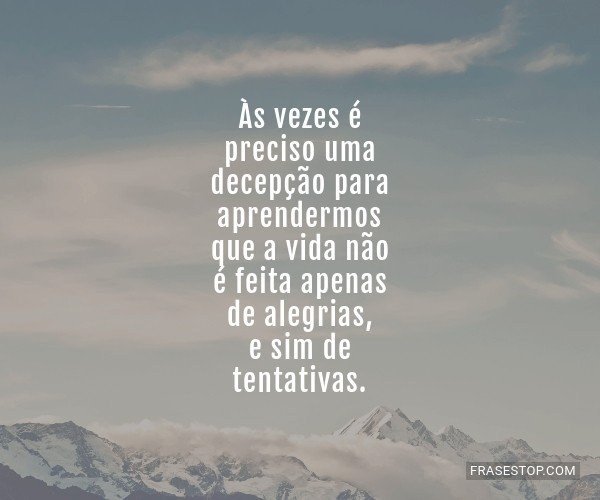 Às vezes é
preciso uma
decepção para
aprendermos
que a vida não
é feita apenas
de alegrias,
e sim de
tentativas.
FRASESTOP.COM